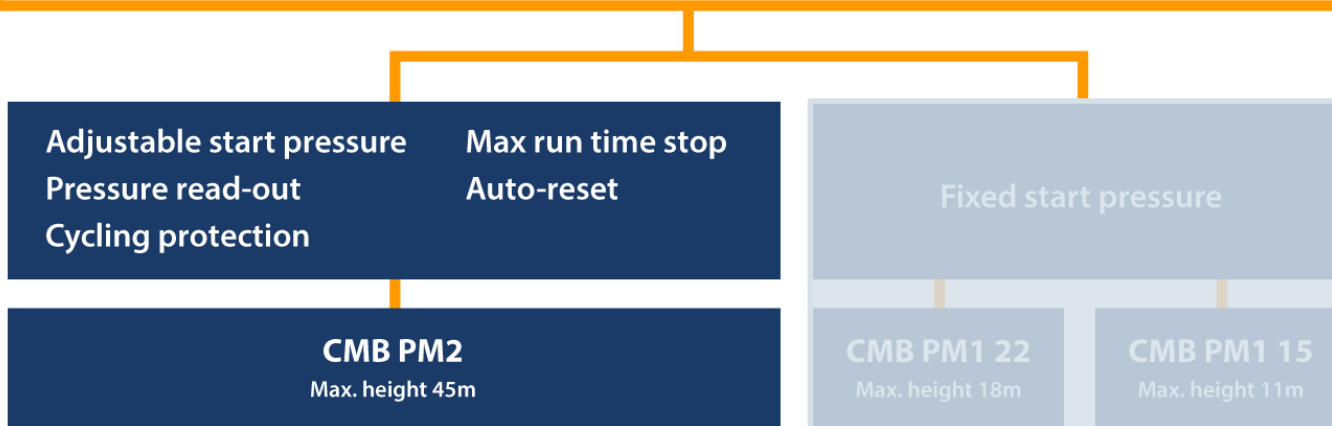 Adjustable start pressure
Pressure read-out
Cycling protection
Max run time stop
Auto-reset
Fixed start pressure
CMB PM2
Max. height 45m
CMB PM1 22
Max. height 18m
CMB PM1 15
Max. height 11m